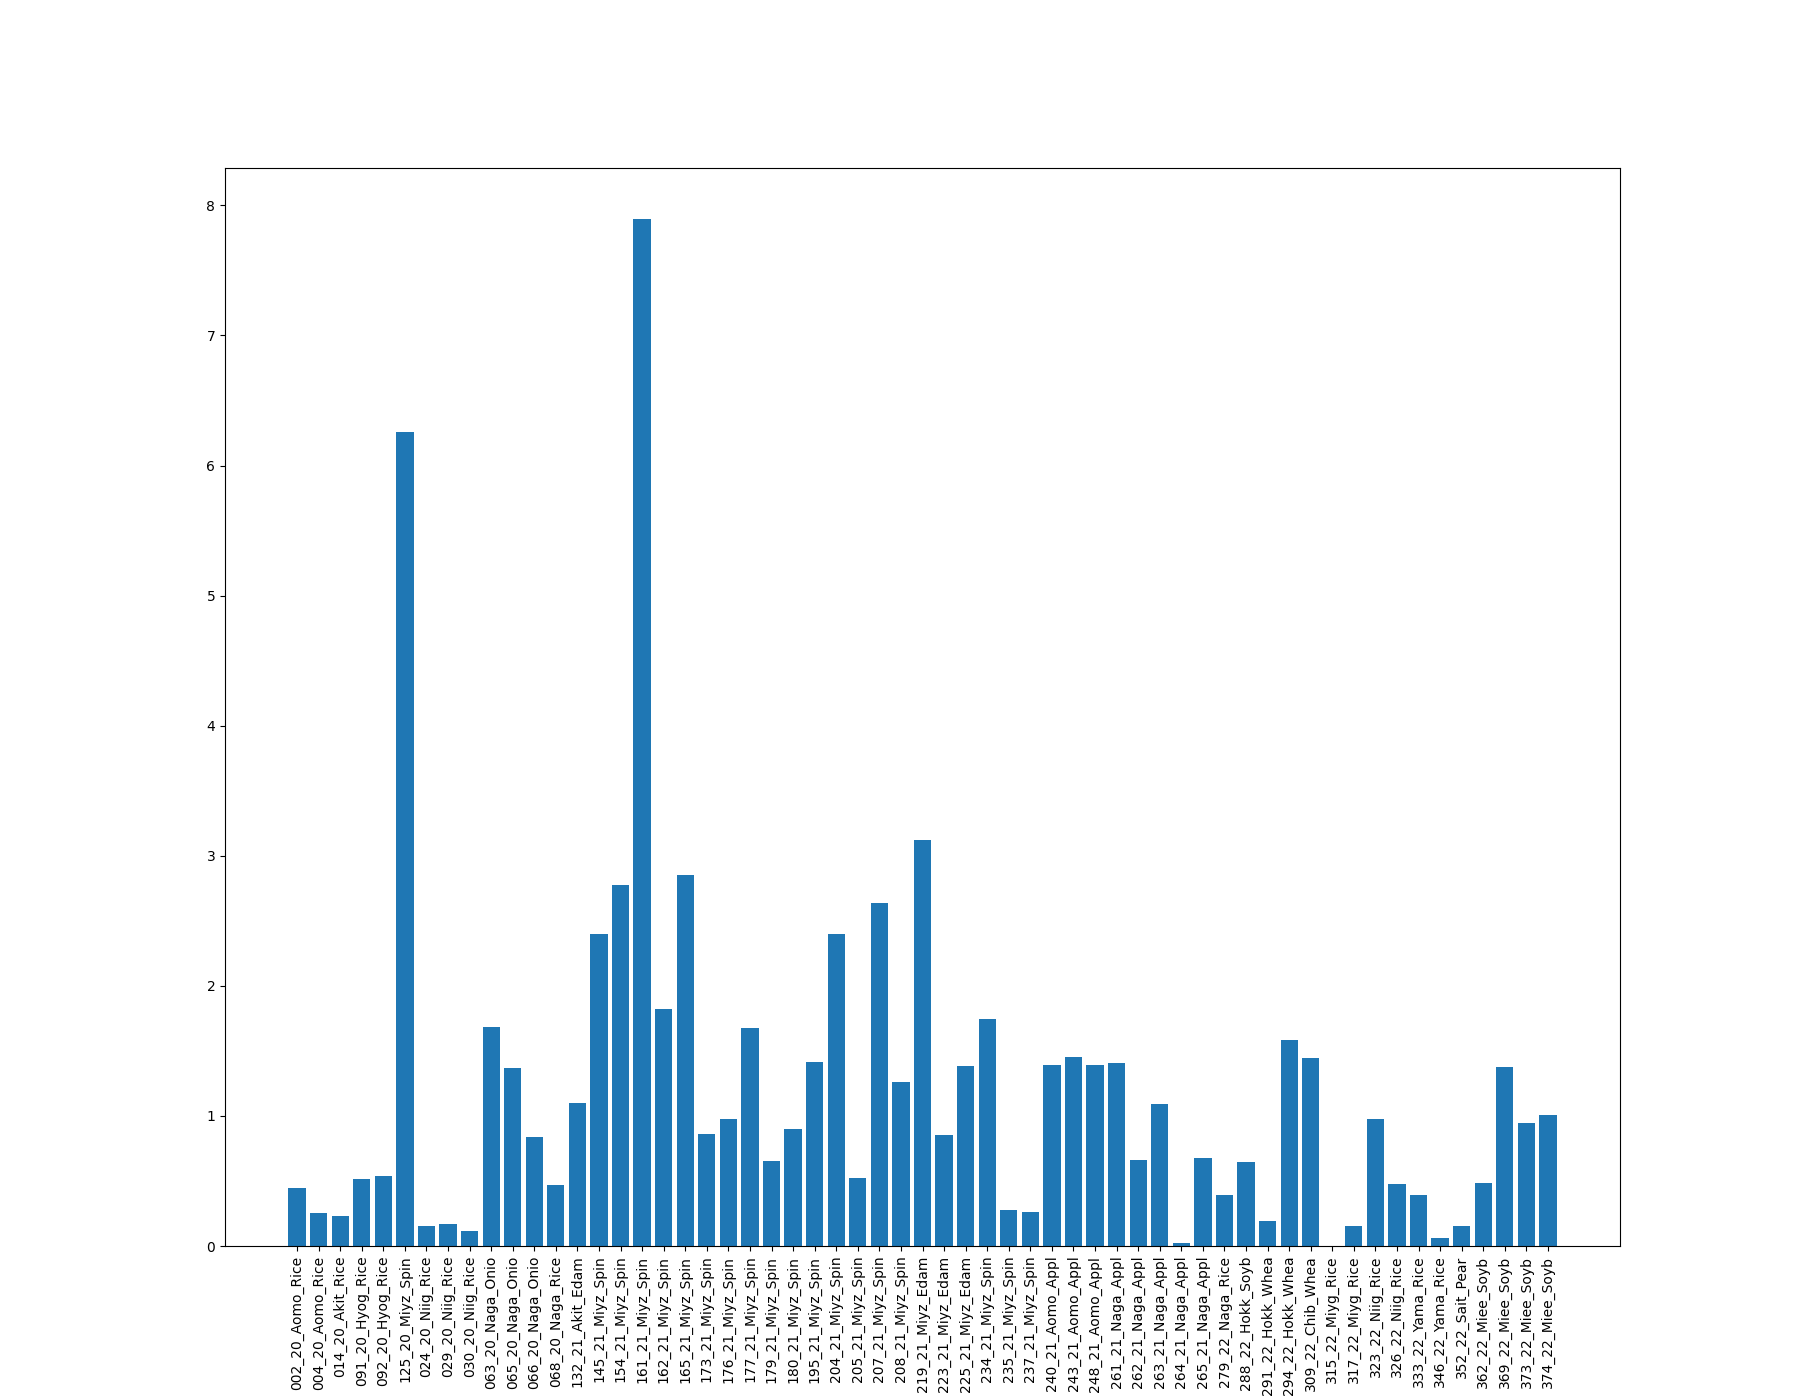 8
7
6
5
4
3
2
1
0
002_20_Aomo_Rice
004_20_Aomo_Rice
014_20_Akit_Rice
091_20_Hyog_Rice
092_20_Hyog_Rice
125_20_Miyz_Spin
024_20_Niig_Rice
029_20_Niig_Rice
030_20_Niig_Rice
063_20_Naga_Onio
065_20_Naga_Onio
066_20_Naga_Onio
068_20_Naga_Rice
132_21_Akit_Edam
145_21_Miyz_Spin
154_21_Miyz_Spin
161_21_Miyz_Spin
162_21_Miyz_Spin
165_21_Miyz_Spin
173_21_Miyz_Spin
176_21_Miyz_Spin
177_21_Miyz_Spin
179_21_Miyz_Spin
180_21_Miyz_Spin
195_21_Miyz_Spin
204_21_Miyz_Spin
205_21_Miyz_Spin
207_21_Miyz_Spin
208_21_Miyz_Spin
219_21_Miyz_Edam
223_21_Miyz_Edam
225_21_Miyz_Edam
234_21_Miyz_Spin
235_21_Miyz_Spin
237_21_Miyz_Spin
240_21_Aomo_Appl
243_21_Aomo_Appl
248_21_Aomo_Appl
261_21_Naga_Appl
262_21_Naga_Appl
263_21_Naga_Appl
264_21_Naga_Appl
265_21_Naga_Appl
279_22_Naga_Rice
288_22_Hokk_Soyb
291_22_Hokk_Whea
294_22_Hokk_Whea
309_22_Chib_Whea
315_22_Miyg_Rice
317_22_Miyg_Rice
323_22_Niig_Rice
326_22_Niig_Rice
333_22_Yama_Rice
346_22_Yama_Rice
352_22_Sait_Pear
362_22_Miee_Soyb
369_22_Miee_Soyb
373_22_Miee_Soyb
374_22_Miee_Soyb